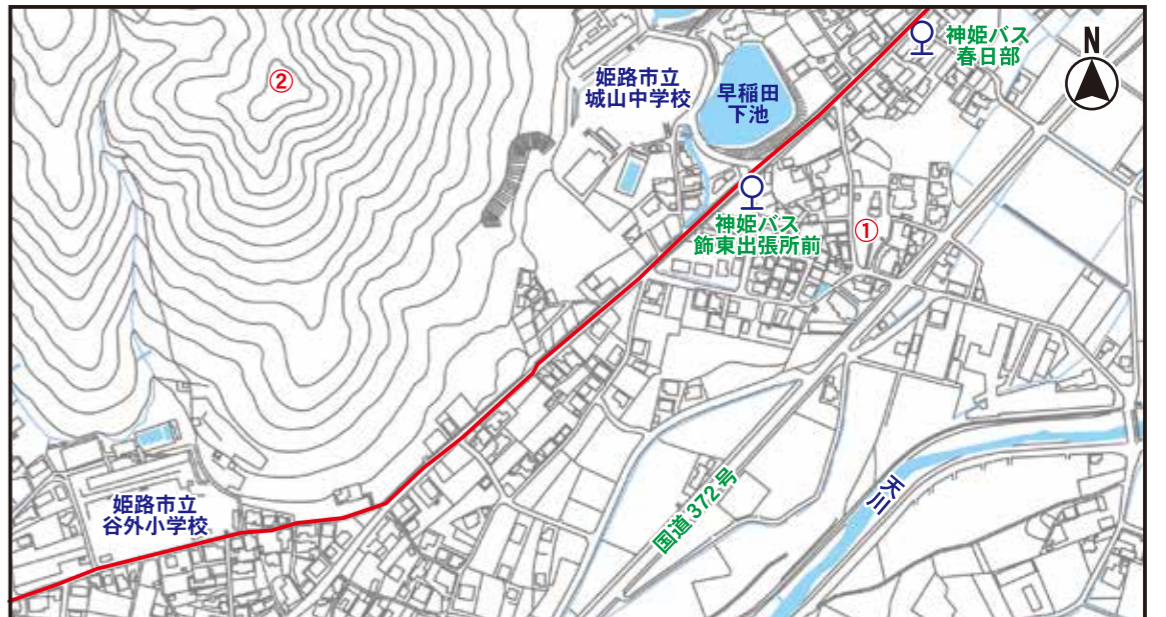 ②
姫路市立
城山中学校
早稲田
下池
神姫バス
春日部
N
神姫バス
飾東出張所前
①
姫路市立
谷外小学校
国道372号
天川